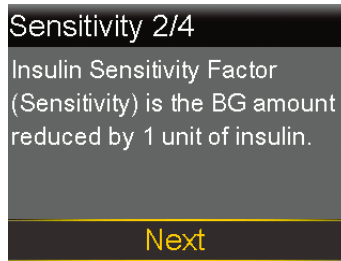 Sensitivity 2/4
Insulin Sensitivity Factor
(Sensitivity) is the BG amount
reduced by 1 unit of insulin.
Next